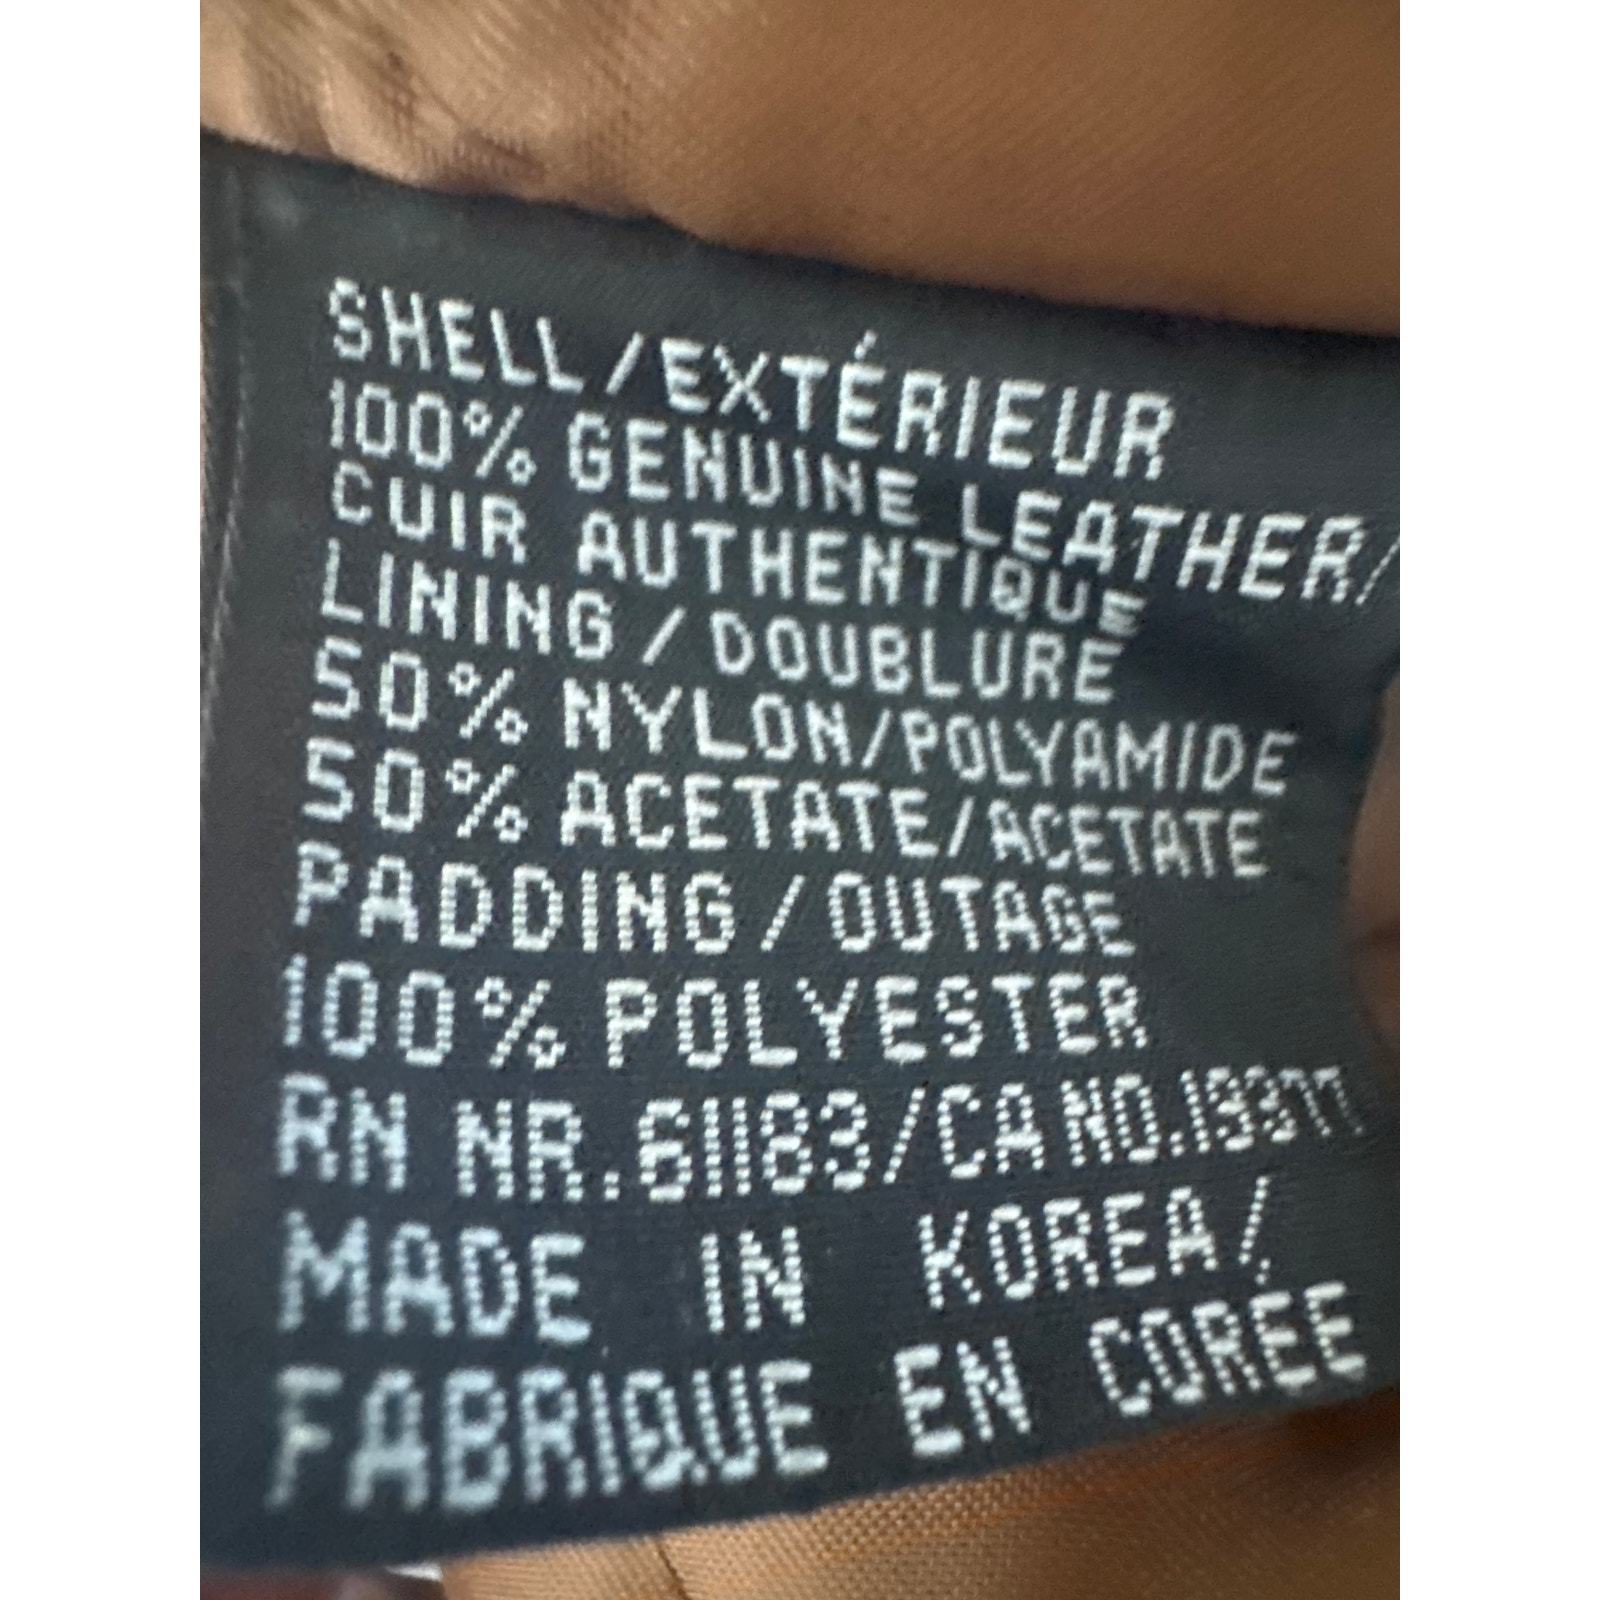 SHELL/EXTÉRIEUR
100% GENUINE LEATHER/
CUIR AUTHENTIQUE
LINING/DOUBLURE
50% NYLON/POLYAMIDE
50% ACETATE/ACETATE
PADDING/OUTAGE
100% POLYESTER
RN NR.61183/CA NO.19377
MADE IN KOREA/
FABRIQUE EN COREE